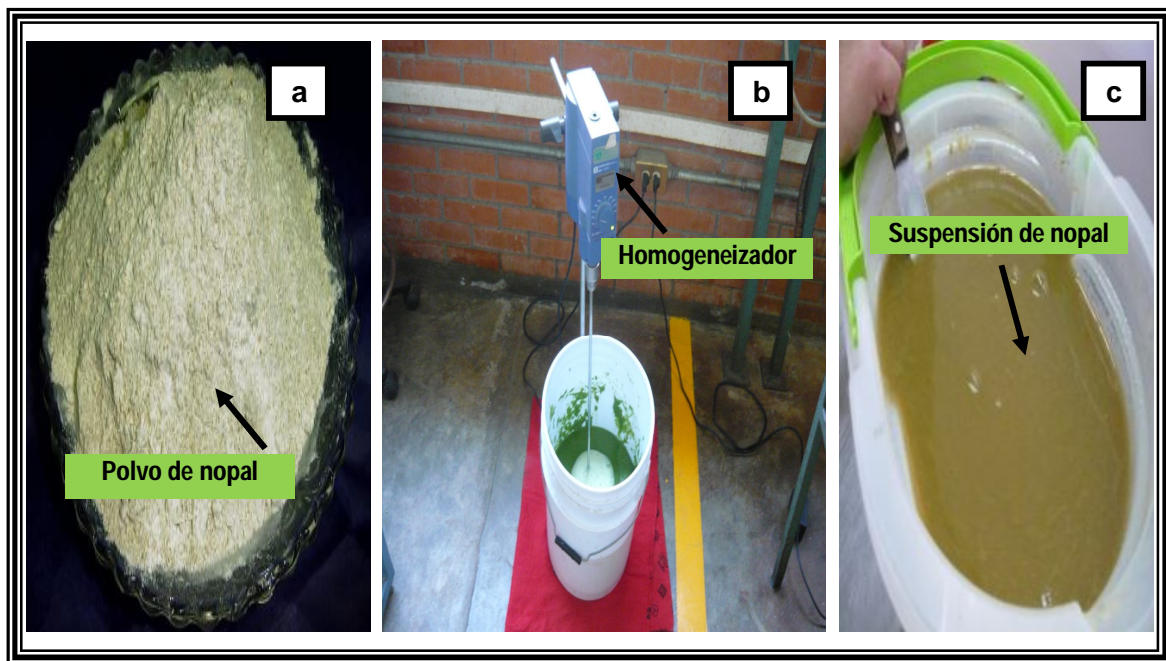 a
b
c
Polvo de nopal
Homogeneizador
Suspensión de nopal